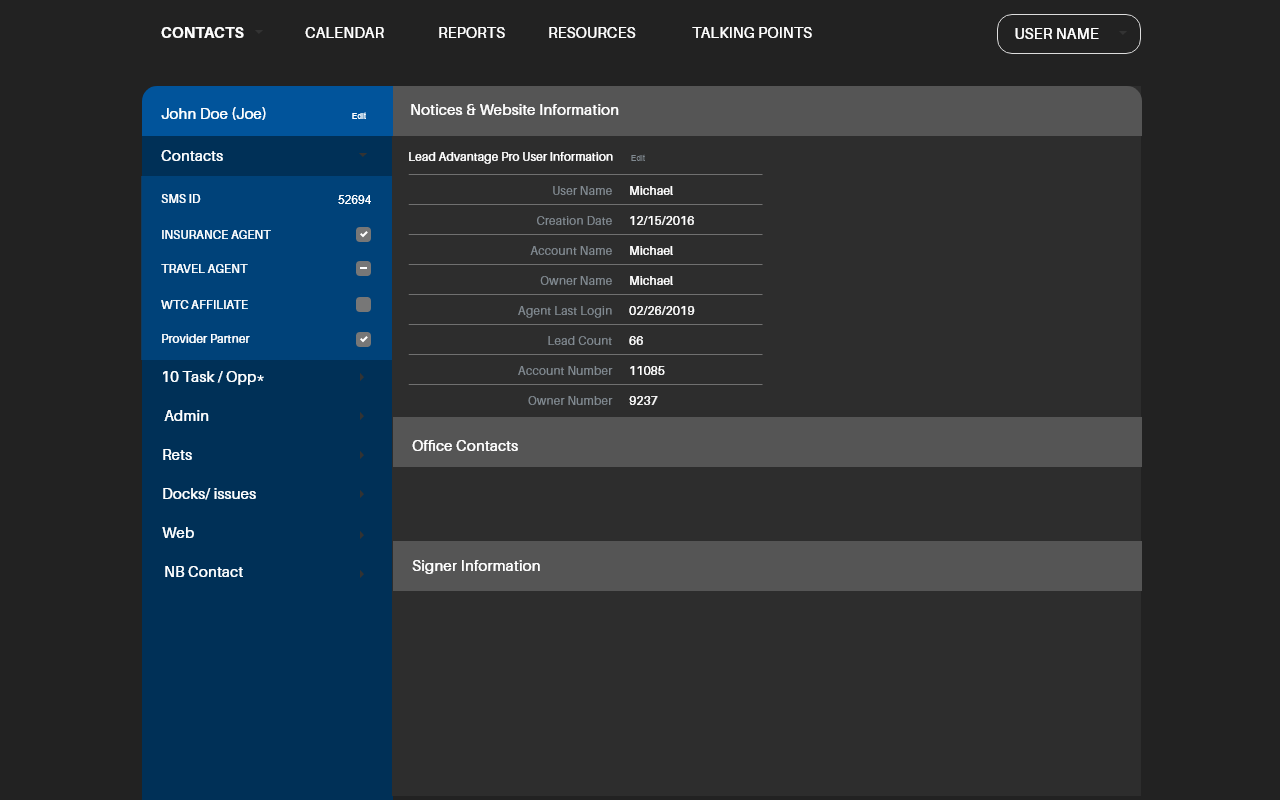 CONTACTS CALENDAR REPORTS RESOURCES TALKING POINTS USER NAME
John Doe (Joe) Edit
Contacts
SMS ID 52694
INSURANCE AGENT
TRAVEL AGENT
WTC AFFILIATE
Provider Partner
10 Task / Opp*
Admin
Rets
Docks/ issues
Web
NB Contact
Notices & Website Information
Lead Advantage Pro User Information Edit
User Name Michael
Creation Date 12/15/2016
Account Name Michael
Owner Name Michael
Agent Last Login 02/26/2019
Lead Count 66
Account Number 11085
Owner Number 9237
Office Contacts
Signer Information